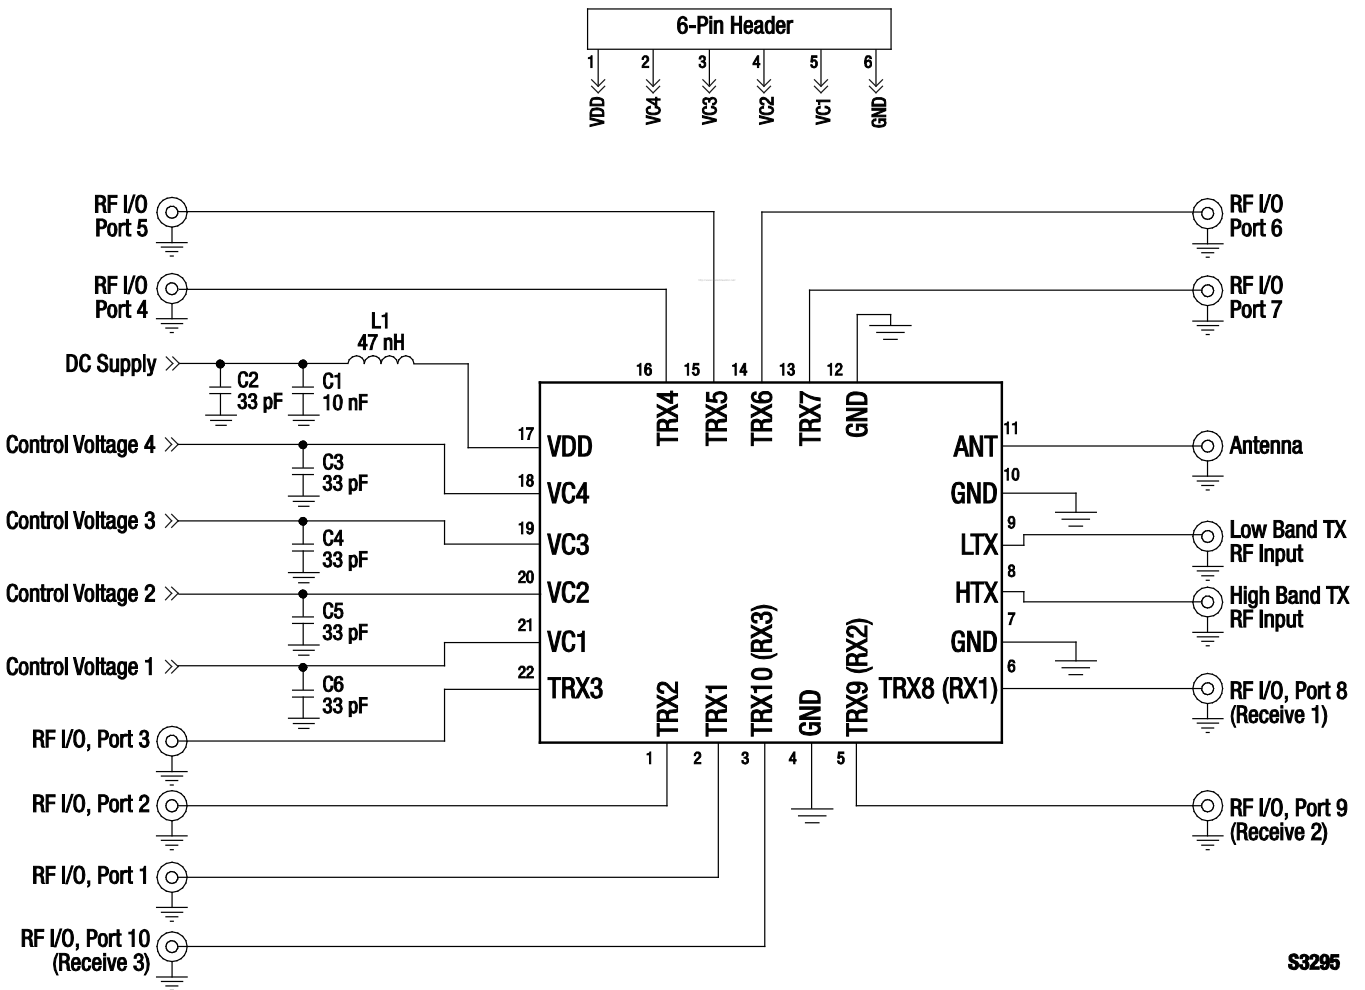 6-Pin Header
1 2 3 4 5 6
VDD VC4 VC3 VC2 VC1 GND
RF I/O
Port 5
RF I/O
Port 6
RF I/O
Port 4
RF I/O
Port 7
L1
47 nH
DC Supply
C2
33 pF
C1
10 nF
16 15 14 13 12
TRX4 TRX5 TRX6 TRX7 GND
Control Voltage 4
C3
33 pF
17 VDD
18 VC4
Control Voltage 3
C4
33 pF
19 VC3
Control Voltage 2
C5
33 pF
20 VC2
21 VC1
Control Voltage 1
C6
33 pF
22 TRX3
ANT 11
Antenna
GND 10
LTX 9
Low Band TX
RF Input
HTX 8
High Band TX
RF Input
GND 7
TRX8 (RX1) 6
RF I/O, Port 8
(Receive 1)
TRX2 TRX1 TRX10 (RX3) GND TRX9 (RX2)
1 2 3 4 5
RF I/O, Port 3
RF I/O, Port 2
RF I/O, Port 9
(Receive 2)
RF I/O, Port 1
RF I/O, Port 10
(Receive 3)
S3295